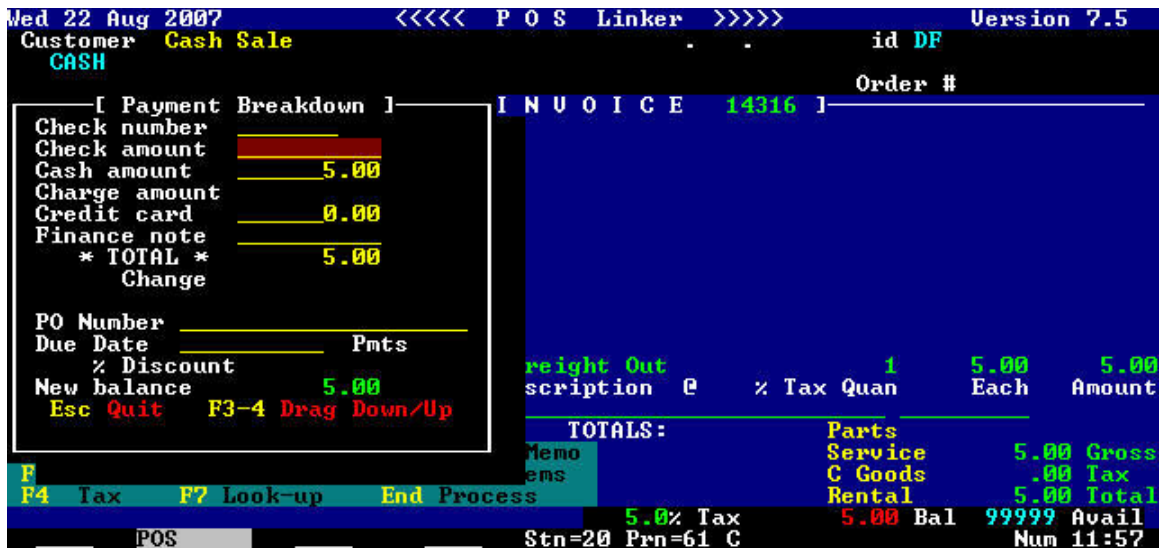 Wed 22 Aug 2007 <<<<< P O S Linker >>>>> Version 7.5
Customer Cash Sale . . id DF
CASH
Order #
[ Payment Breakdown ] I N V O I C E 14316 ]
Check number
Check amount
Cash amount 5.00
Charge amount
Credit card 0.00
Finance note
* TOTAL * 5.00
Change
PO Number
Due Date Pmts
% Discount reight Out 1 5.00 5.00
New balance 5.00 scription @ % Tax Quan Each Amount
Esc Quit F3-4 Drag Down/Up
TOTALS: Parts
Memo Service 5.00 Gross
F ems C Goods .00 Tax
F4 Tax F7 Look-up End Process Rental 5.00 Total
5.0% Tax 5.00 Bal 99999 Avail
POS Stn=20 Prn=61 C Num 11:57